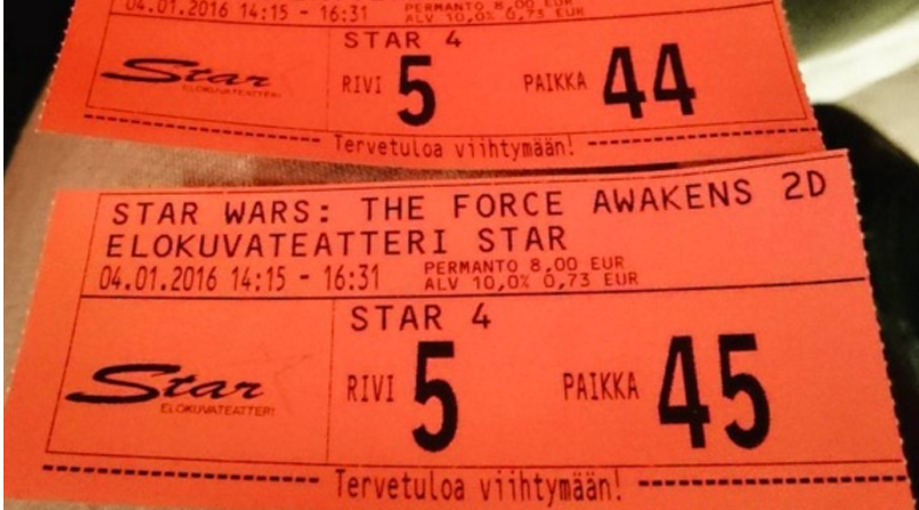 04.01.2016 14:15 - 16:31 PERMANTO 8,00 EUR
ALV 10,0% 0,73 EUR
STAR 4
Star
ELOKUVATEATTERI
RIVI 5 PAIKKA 44
Tervetuloa viihtymään!
STAR WARS: THE FORCE AWAKENS 2D
ELOKUVATEATTERI STAR
04.01.2016 14:15 - 16:31 PERMANTO 8,00 EUR
ALV 10,0% 0,73 EUR
STAR 4
Star
ELOKUVATEATTERI
RIVI 5 PAIKKA 45
Tervetuloa viihtymään!